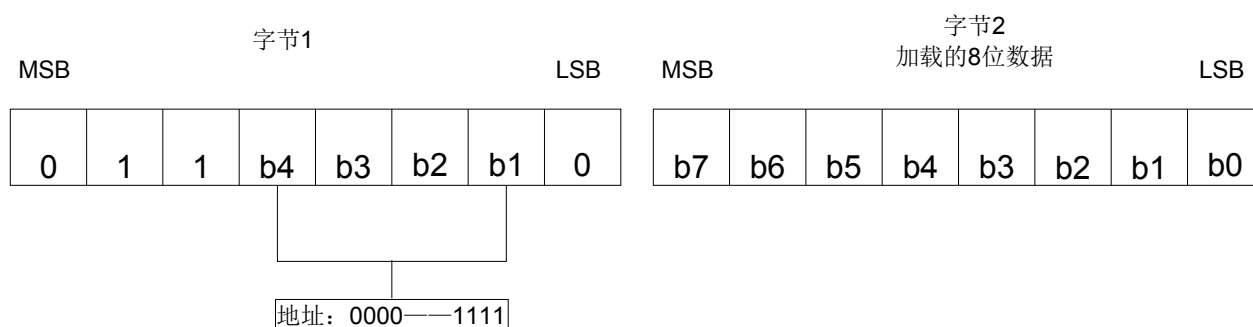 字节1
MSB LSB
0 1 1 b4 b3 b2 b1 0
地址：0000——1111
字节2
加载的8位数据
MSB LSB
b7 b6 b5 b4 b3 b2 b1 b0